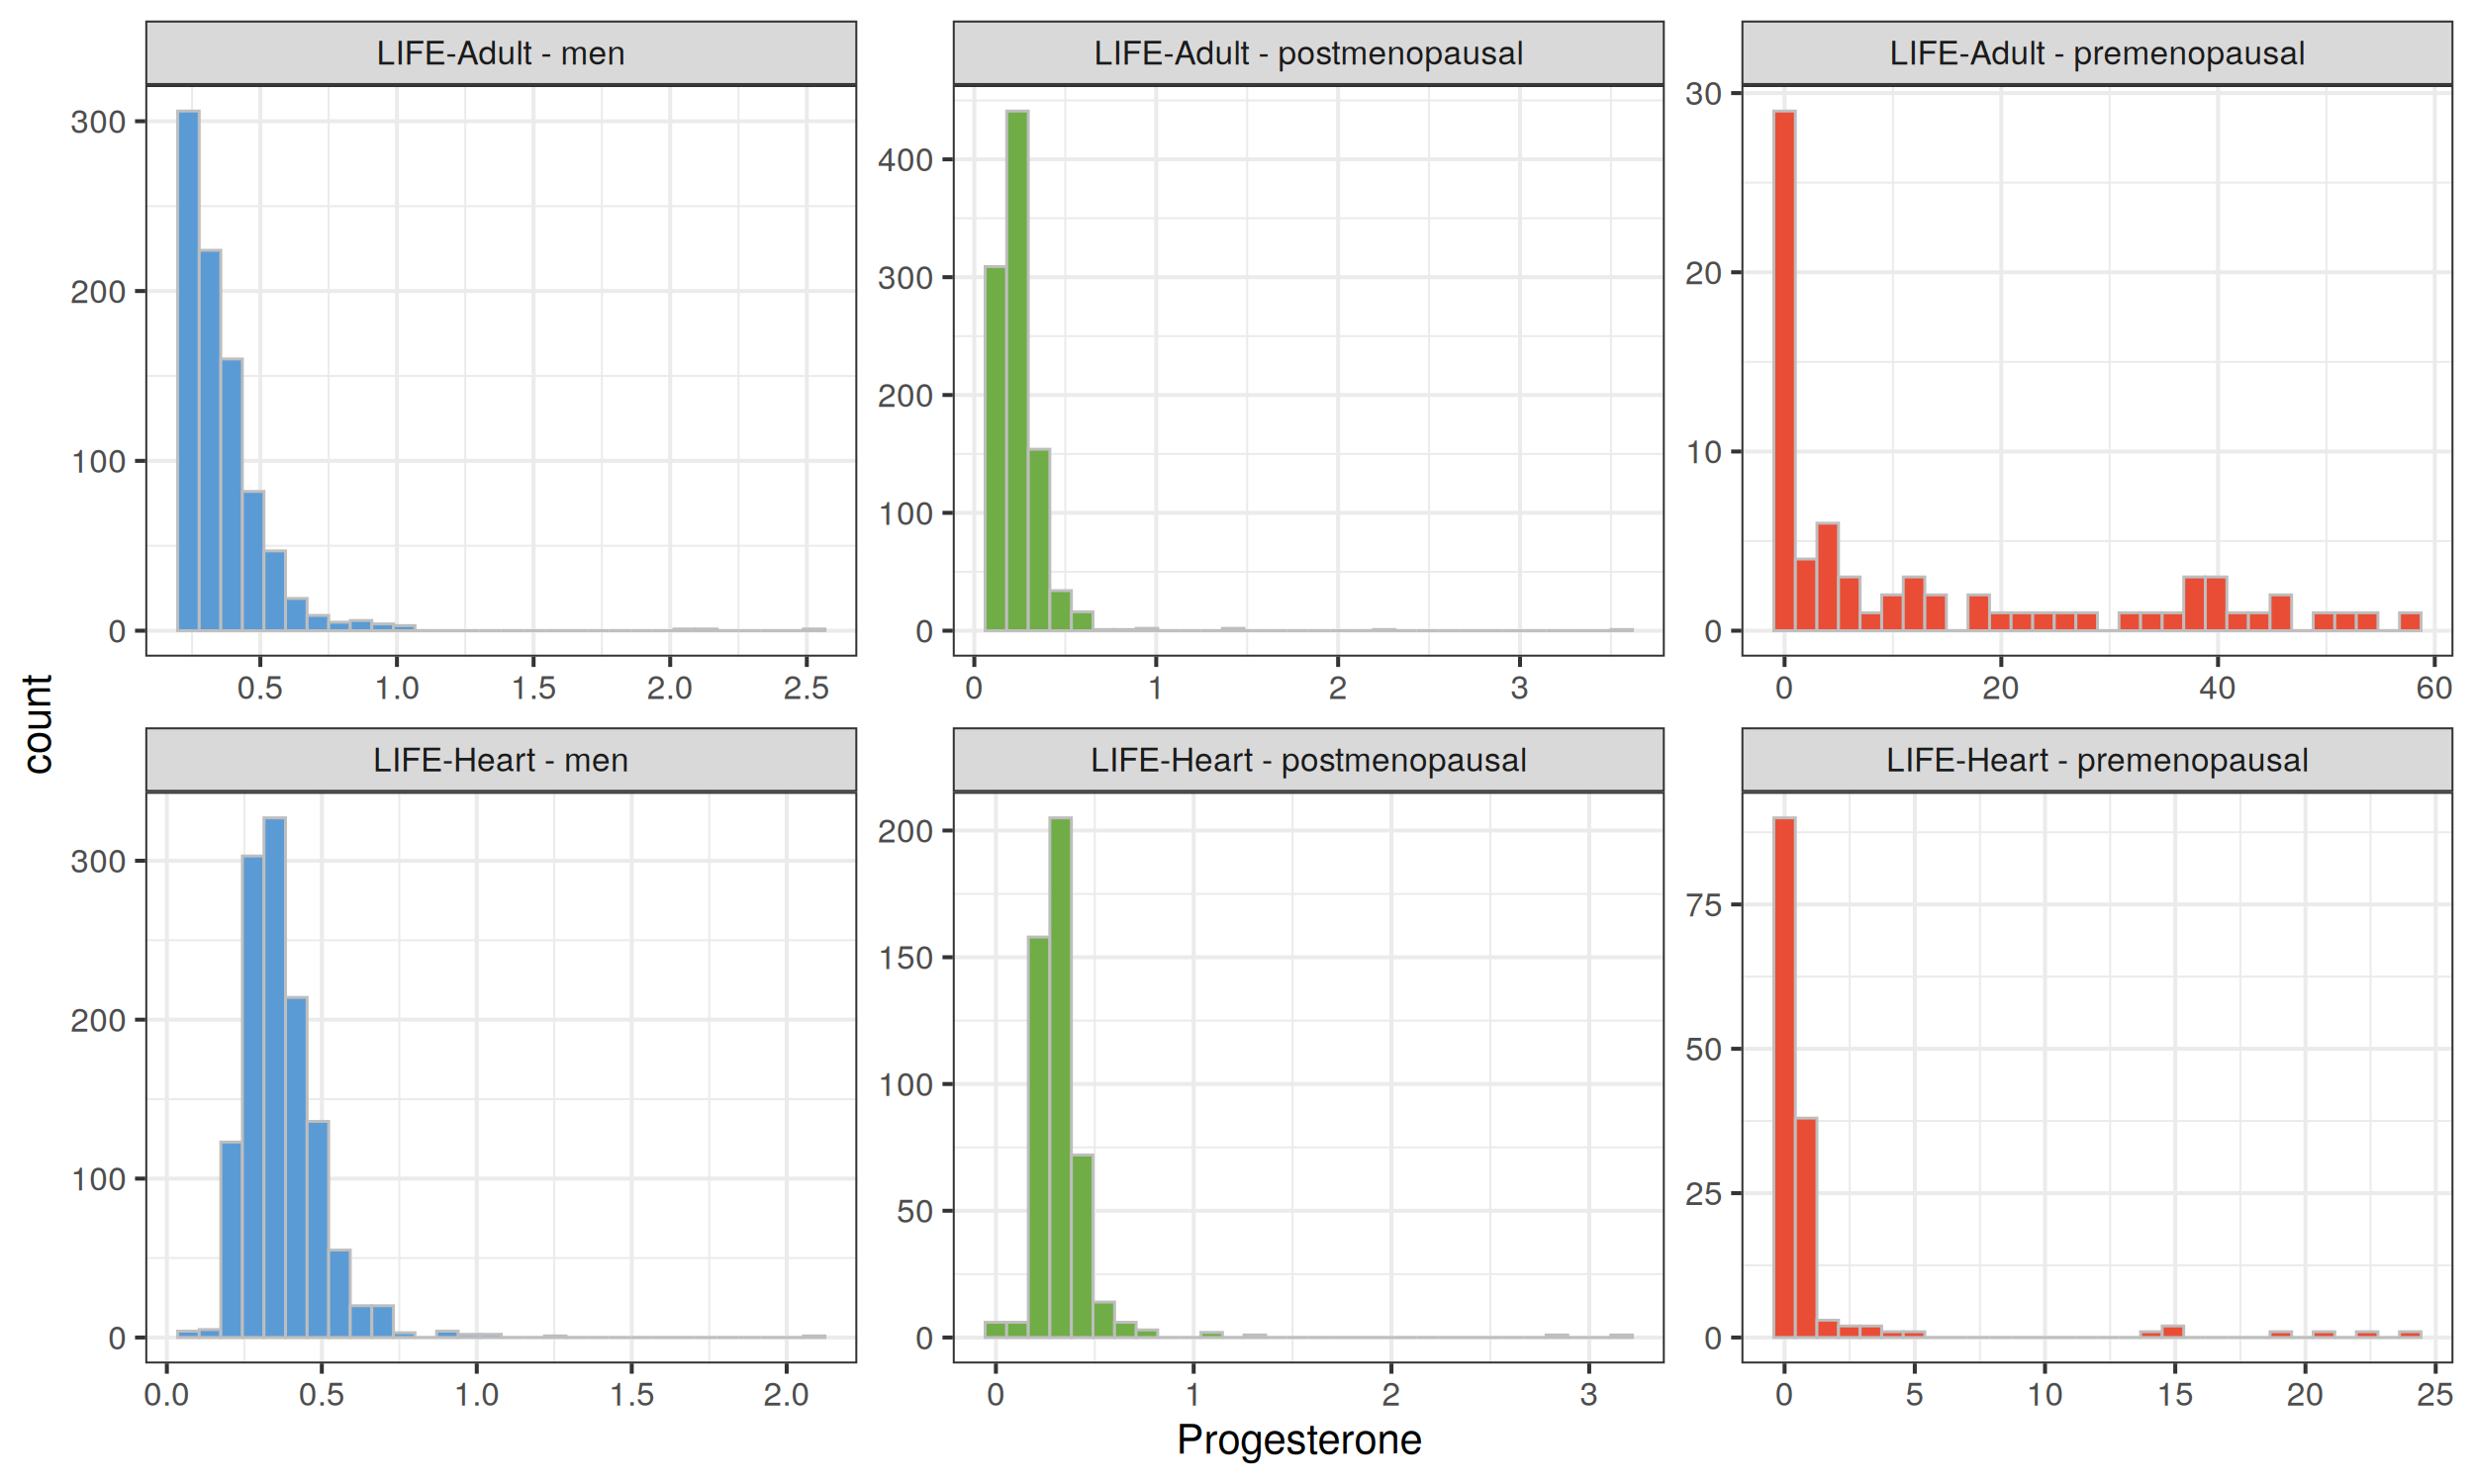 LIFE-Adult - men
LIFE-Adult - postmenopausal
LIFE-Adult - premenopausal
300
200
100
0
0.5 1.0 1.5 2.0 2.5
400
300
200
100
0
0 1 2 3
30
20
10
0
0 20 40 60
count
LIFE-Heart - men
LIFE-Heart - postmenopausal
LIFE-Heart - premenopausal
300
200
100
0
0.0 0.5 1.0 1.5 2.0
200
150
100
50
0
0 1 2 3
75
50
25
0
0 5 10 15 20 25
Progesterone